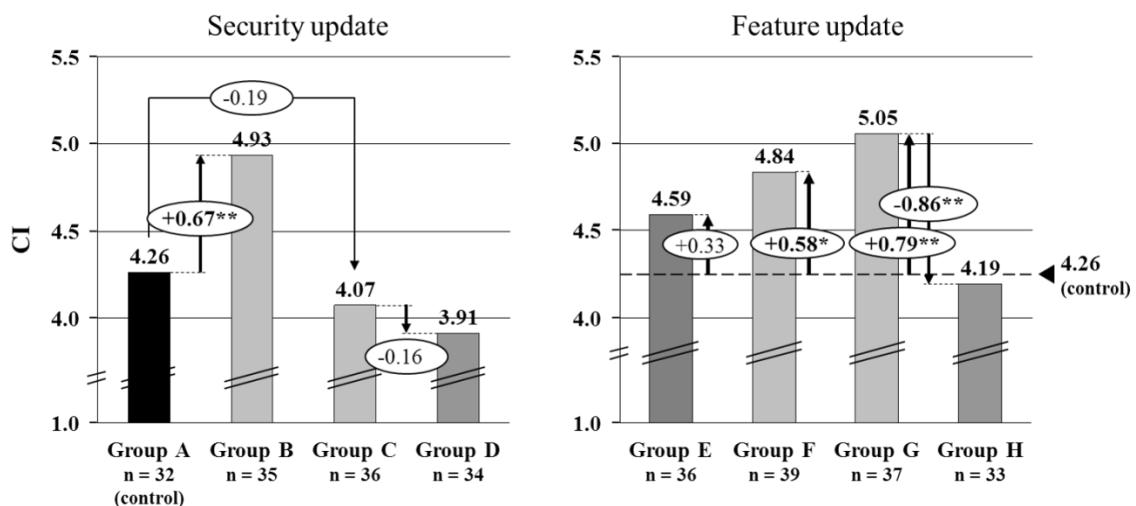 Security update
Feature update
CI
5.5
5.0
4.5
4.0
1.0
-0.19
4.93
+0.67**
4.26
4.07
3.91
-0.16
Group A
n = 32
(control)
Group B
n = 35
Group C
n = 36
Group D
n = 34
5.5
5.0
4.5
4.0
1.0
5.05
4.84
4.59
-0.86**
+0.33
+0.58*
+0.79**
4.19
4.26
(control)
Group E
n = 36
Group F
n = 39
Group G
n = 37
Group H
n = 33